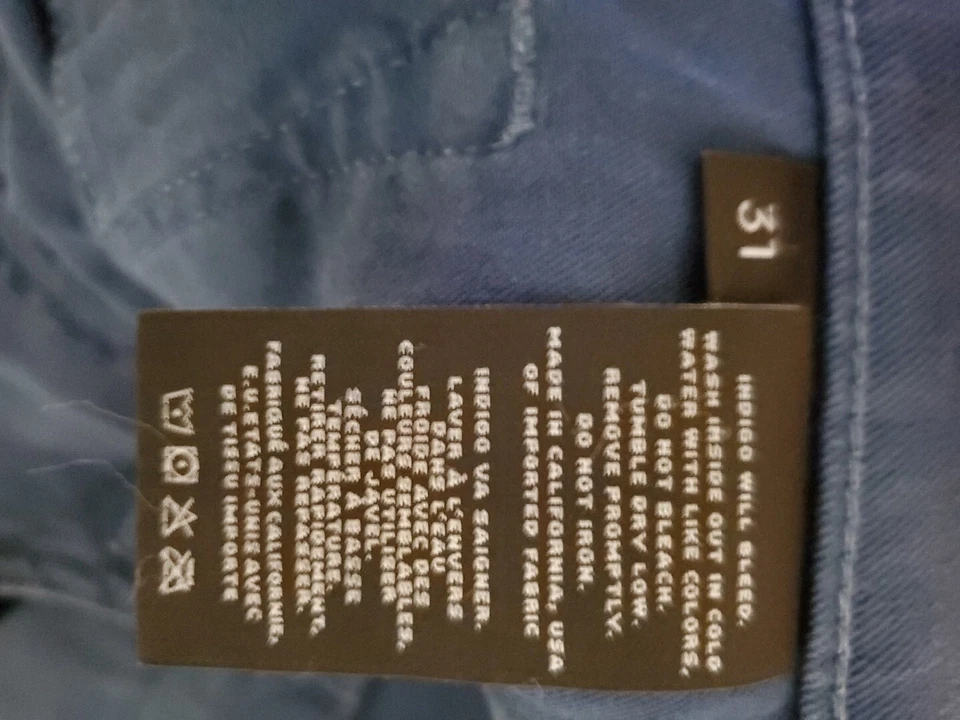 31
INDIGO WILL BLEED.
WASH INSIDE OUT IN COLD
WATER WITH LIKE COLORS.
DO NOT BLEACH.
TUMBLE DRY LOW.
REMOVE PROMPTLY.
DO NOT IRON.
MADE IN CALIFORNIA, USA
OF IMPORTED FABRIC
INDIGO VA SAIGNER.
LAVER À L'ENVERS
DANS L'EAU
FROIDE AVEC DES
COULEURS SEMBLABLES.
NE PAS UTILISER
DE JAVEL.
SÉCHER À BASSE
TEMPÉRATURE.
RETIRER RAPIDEMENT.
NE PAS REPASSER.
FABRIQUÉ AUX CALIFORNIE,
É.U. ETATS-UNIS AVEC
DE TISSU IMPORTÉ